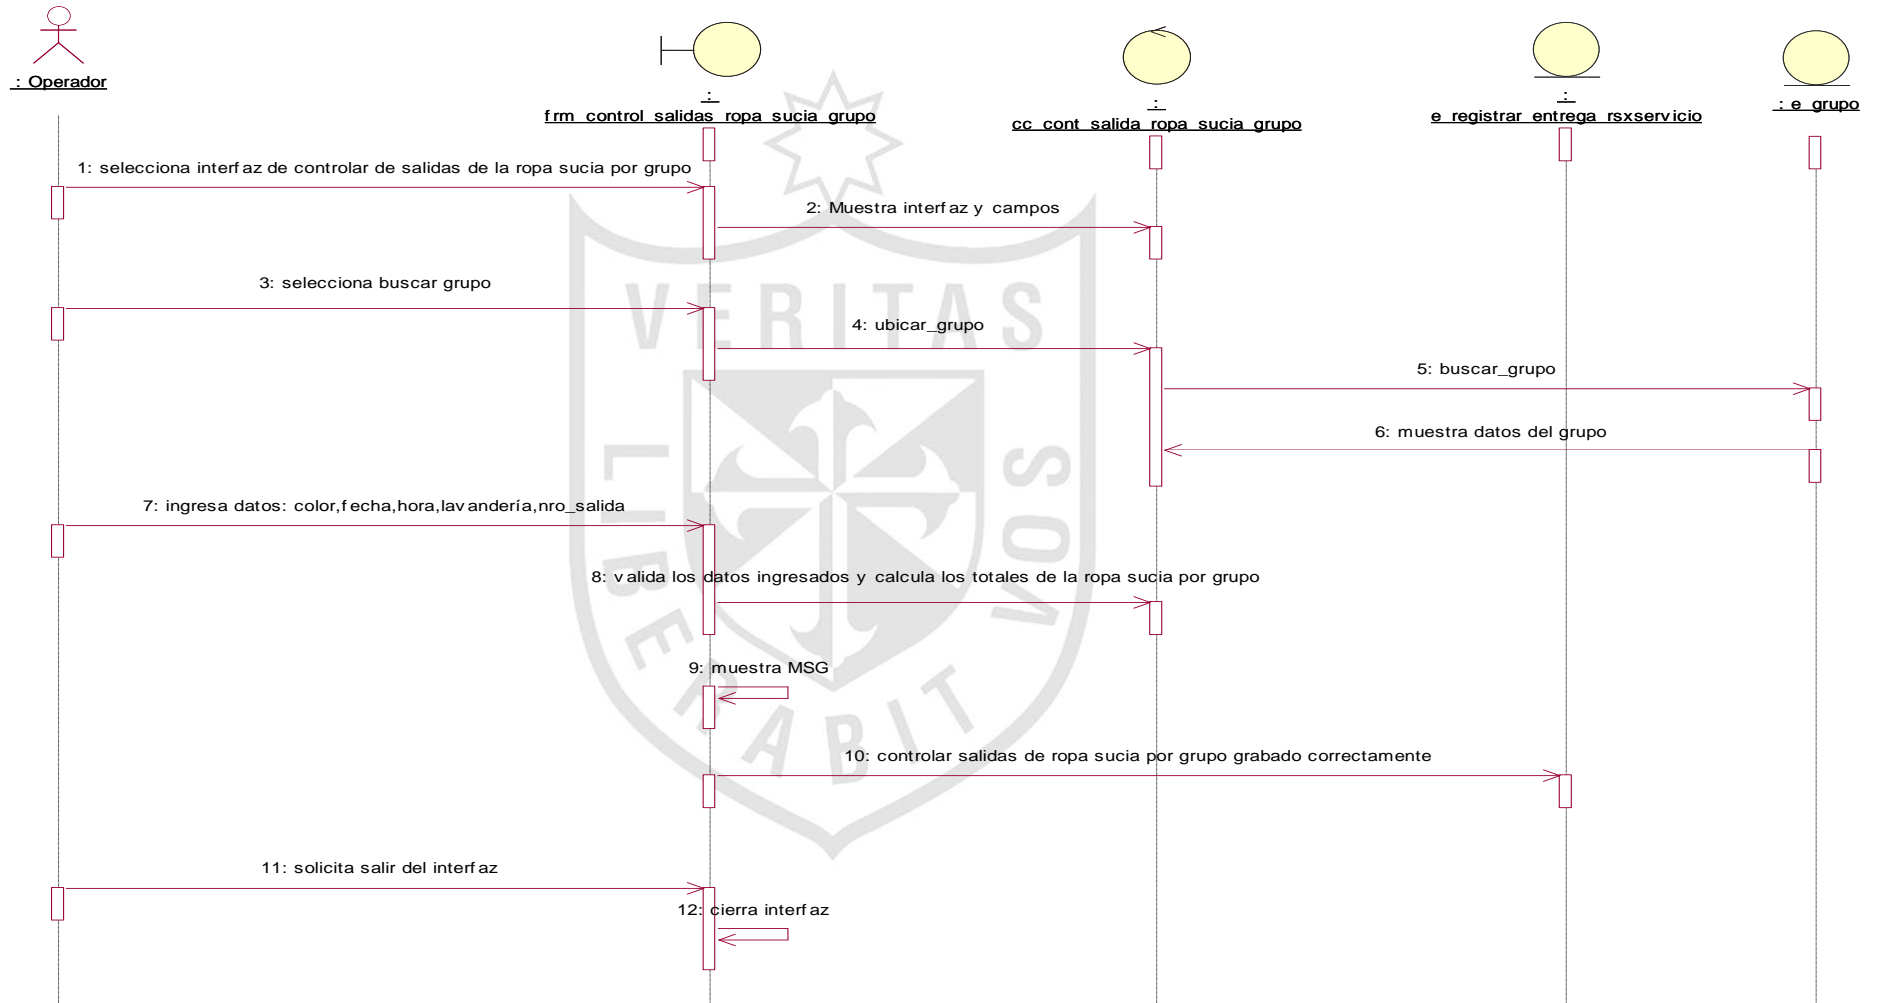 : Operador
:
frm_control_salidas_ropa_sucia_grupo
:
cc_cont_salida_ropa_sucia_grupo
:
e_registrar_entrega_rsxservicio
: e_grupo
1: selecciona interfaz de controlar de salidas de la ropa sucia por grupo
2: Muestra interfaz y campos
3: selecciona buscar grupo
4: ubicar_grupo
5: buscar_grupo
6: muestra datos del grupo
7: ingresa datos: color,fecha,hora,lavandería,nro_salida
8: valida los datos ingresados y calcula los totales de la ropa sucia por grupo
9: muestra MSG
10: controlar salidas de ropa sucia por grupo grabado correctamente
11: solicita salir del interfaz
12: cierra interfaz
VERITAS
LIBERABIT
VOS